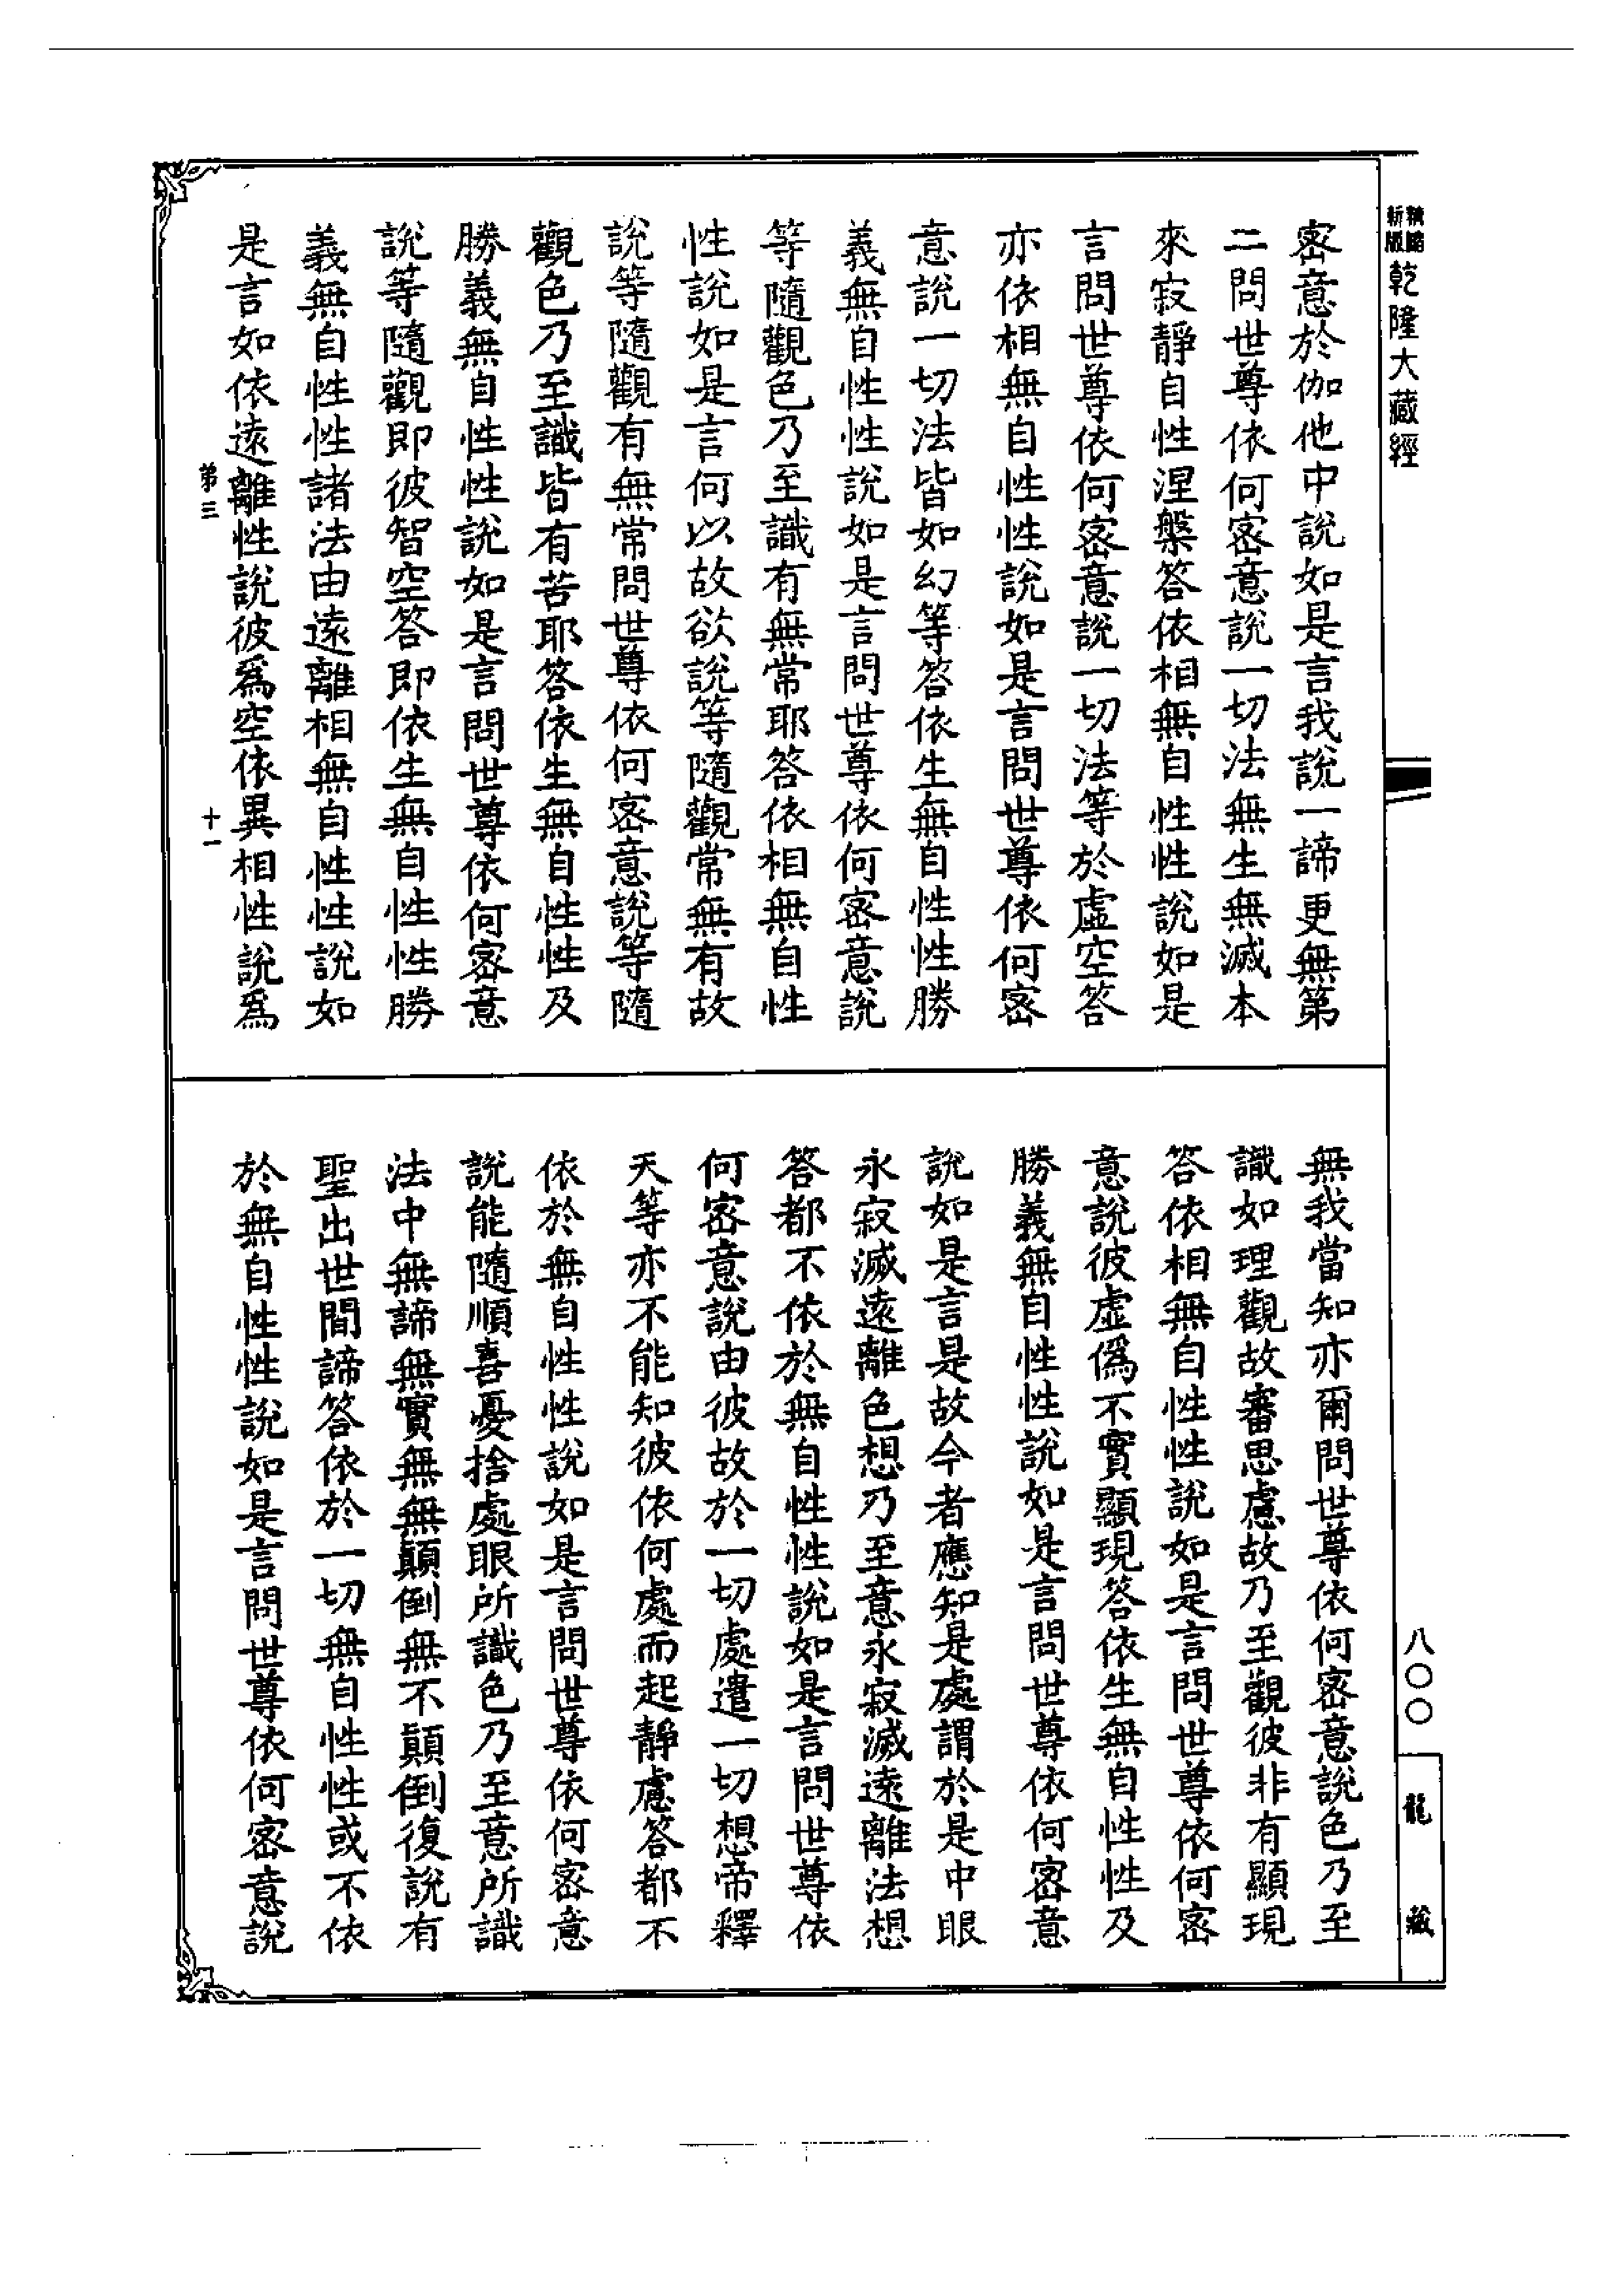 精縮新版乾隆大藏經
密意於伽他中說如是言我說一諦更無第
二問世尊依何密意說一切法無生無滅本
來寂靜自性涅槃答依相無自性性說如是
言問世尊依何密意說一切法等於虛空答
亦依相無自性性說如是言問世尊依何密
意說一切法皆如幻等答依生無自性性勝
義無自性性說如是言問世尊依何密意說
等隨觀色乃至識有無常耶答依相無自性
性說如是言何以故欲說等隨觀常無有故
說等隨觀有無常問世尊依何密意說等隨
觀色乃至識皆有苦耶答依生無自性性及
勝義無自性性說如是言問世尊依何密意
說等隨觀即彼智空答即依生無自性性勝
義無自性性諸法由遠離相無自性性說如
是言如依遠離性說彼為空依異相性說為
第三
十一
無我當知亦爾問世尊依何密意說色乃至
識如理觀故審思慮故乃至觀彼非有顯現
答依相無自性性說如是言問世尊依何密
意說彼虛偽不實顯現答依生無自性性及
勝義無自性性說如是言問世尊依何密意
說如是言是故今者應知是處謂於是中眼
永寂滅遠離色想乃至意永寂滅遠離法想
答都不依於無自性性說如是言問世尊依
何密意說由彼故於一切處遣一切想帝釋
天等亦不能知彼依何處而起靜慮答都不
依於無自性性說如是言問世尊依何密意
說能隨順喜憂捨處眼所識色乃至意所識
法中無諦無實無無顛倒無不顛倒復說有
聖出世間諦答依於一切無自性性或不依
於無自性性說如是言問世尊依何密意說
八〇〇
龍藏